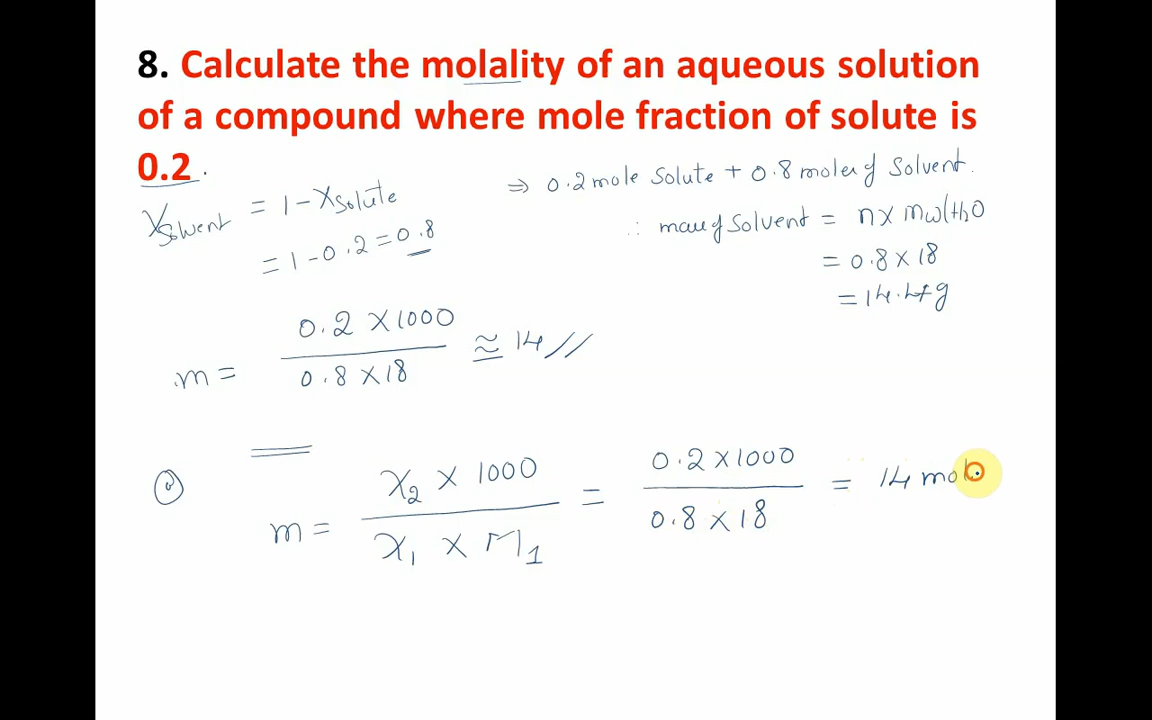 8. Calculate the molality of an aqueous solution
of a compound where mole fraction of solute is
0.2 .
⇒ 0.2 mole Solute + 0.8 moles of Solvent
X Solvent = 1 - X Solute
∴ mass of Solvent = n × mw(H2O
= 1 - 0.2 = 0.8
= 0.8 × 18
= 14.4 g
m = 0.2 × 1000 / 0.8 × 18 ≈ 14 //
m = X2 × 1000 / X1 × M1 = 0.2 × 1000 / 0.8 × 18 = 14 mol